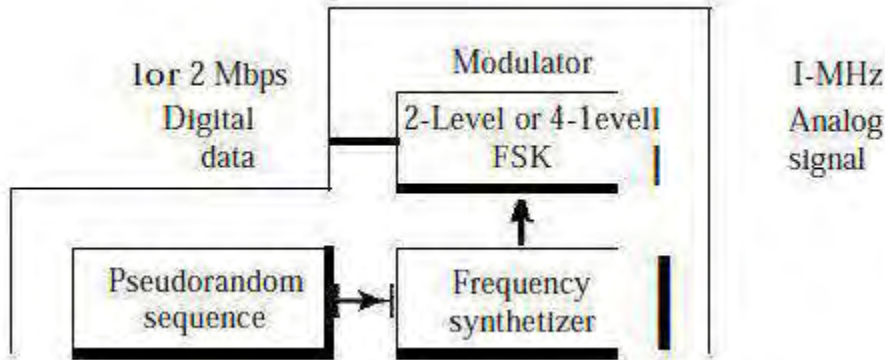 1or 2 Mbps
Digital
data
Modulator
2-Level or 4-1evell
FSK
I-MHz
Analog
signal
Pseudorandom
sequence
Frequency
synthetizer